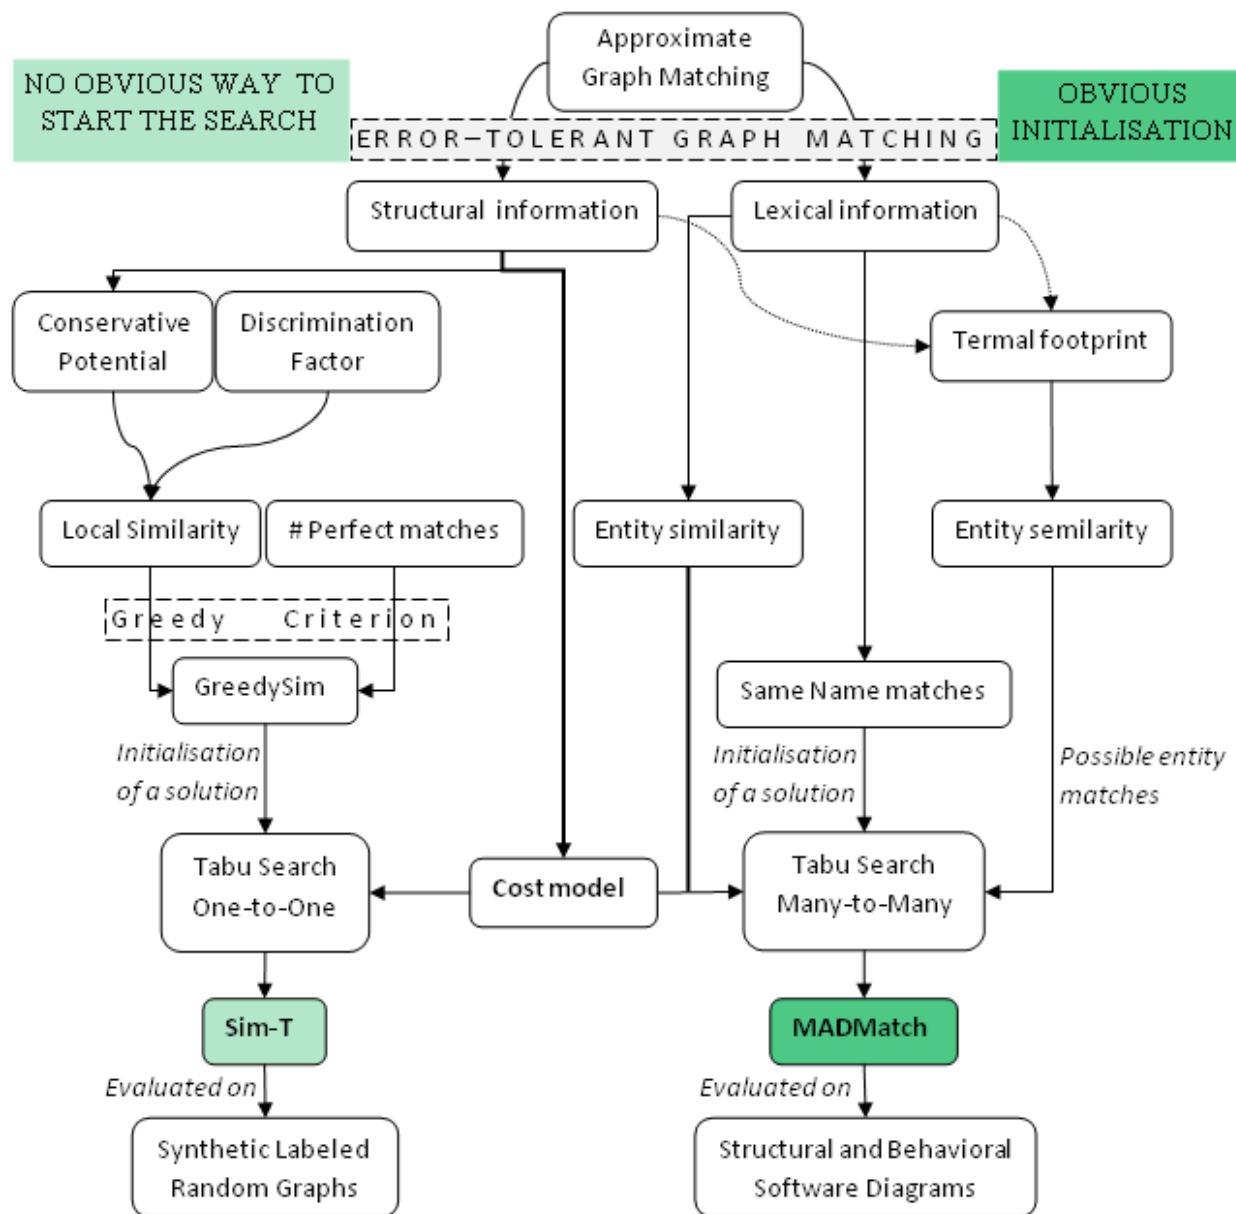 Approximate
Graph Matching
NO OBVIOUS WAY TO
START THE SEARCH
OBVIOUS
INITIALISATION
ERROR-TOLERANT GRAPH MATCHING
Structural information
Lexical information
Conservative
Potential
Discrimination
Factor
Termal footprint
Local Similarity
# Perfect matches
Entity similarity
Entity semilarity
Greedy Criterion
GreedySim
Same Name matches
Initialisation
of a solution
Initialisation
of a solution
Possible entity
matches
Tabu Search
One-to-One
Cost model
Tabu Search
Many-to-Many
Sim-T
MADMatch
Evaluated on
Evaluated on
Synthetic Labeled
Random Graphs
Structural and Behavioral
Software Diagrams